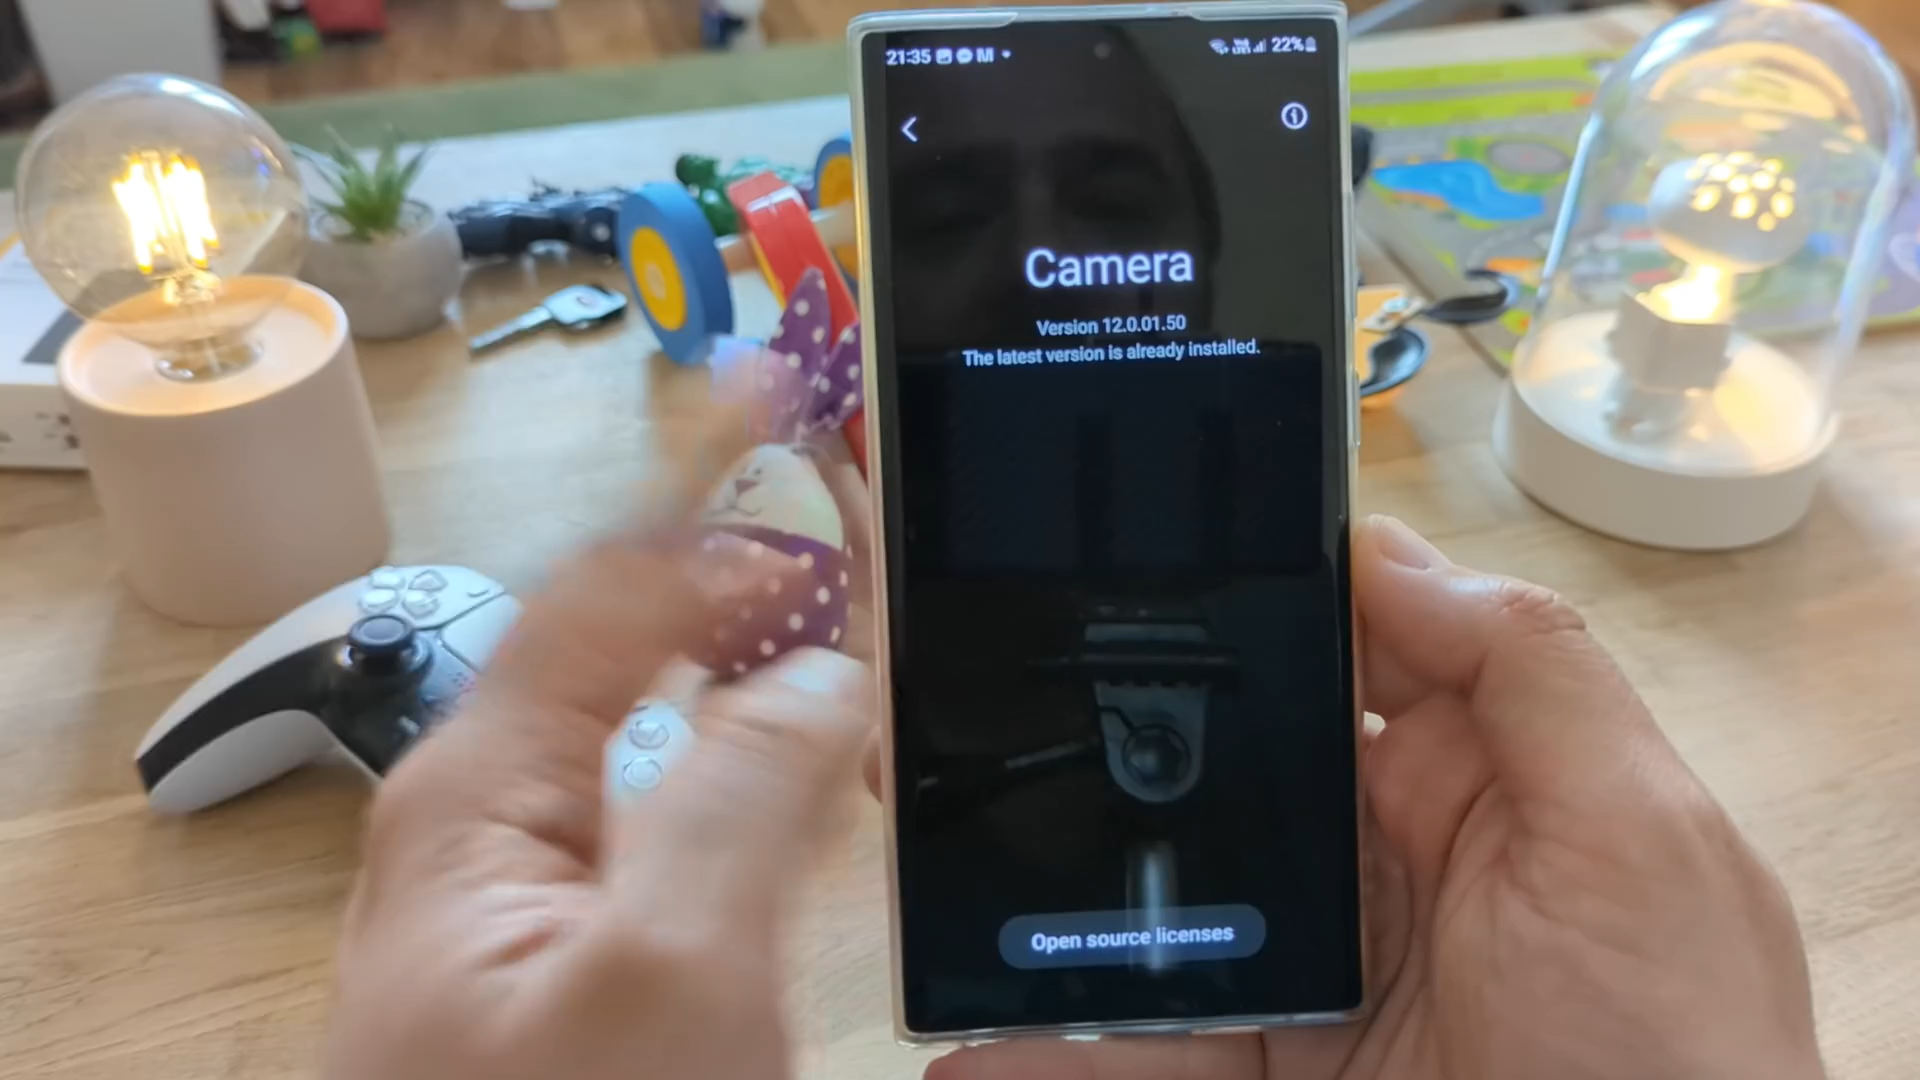 21:35 M 22%
Camera
Version 12.0.01.50
The latest version is already installed.
Open source licenses